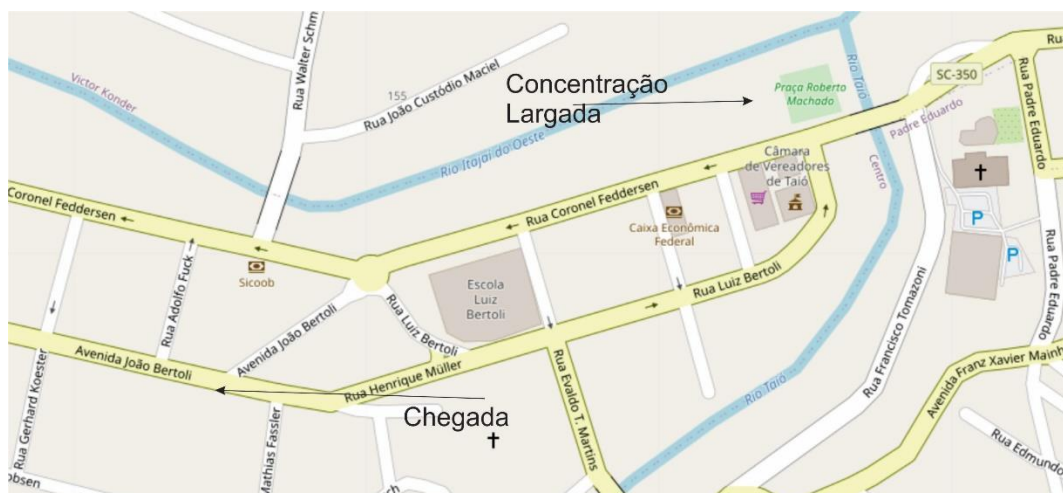 Victor Konder
Rua Walter Schm
155
Rua João Custódio Maciel
Concentração
Largada
Praça Roberto
Machado
Rio Taió
SC-350
Rua
Padre Eduardo
Rua Padre Eduardo
Rio Itajaí do Oeste
Câmara
de Vereadores
de Taió
Centro
P
P
Coronel Feddersen
Rua Coronel Feddersen
Caixa Econômica
Federal
Sicoob
Rua Adolfo Fuck
Escola
Luiz
Bertoli
Rua Luiz Bertoli
Rua Luiz Bertoli
Avenida João Bertoli
Avenida João Bertoli
Rua Henrique Müller
Rua Evaldo T. Martins
Rio Taió
Rua Francisco Tomazoni
Rua Padre Eduardo
Avenida Franz Xavier Mainh
Rua Gerhard Koester
Mathias Fassler
Chegada
Rua Edmundo
obsen
ch